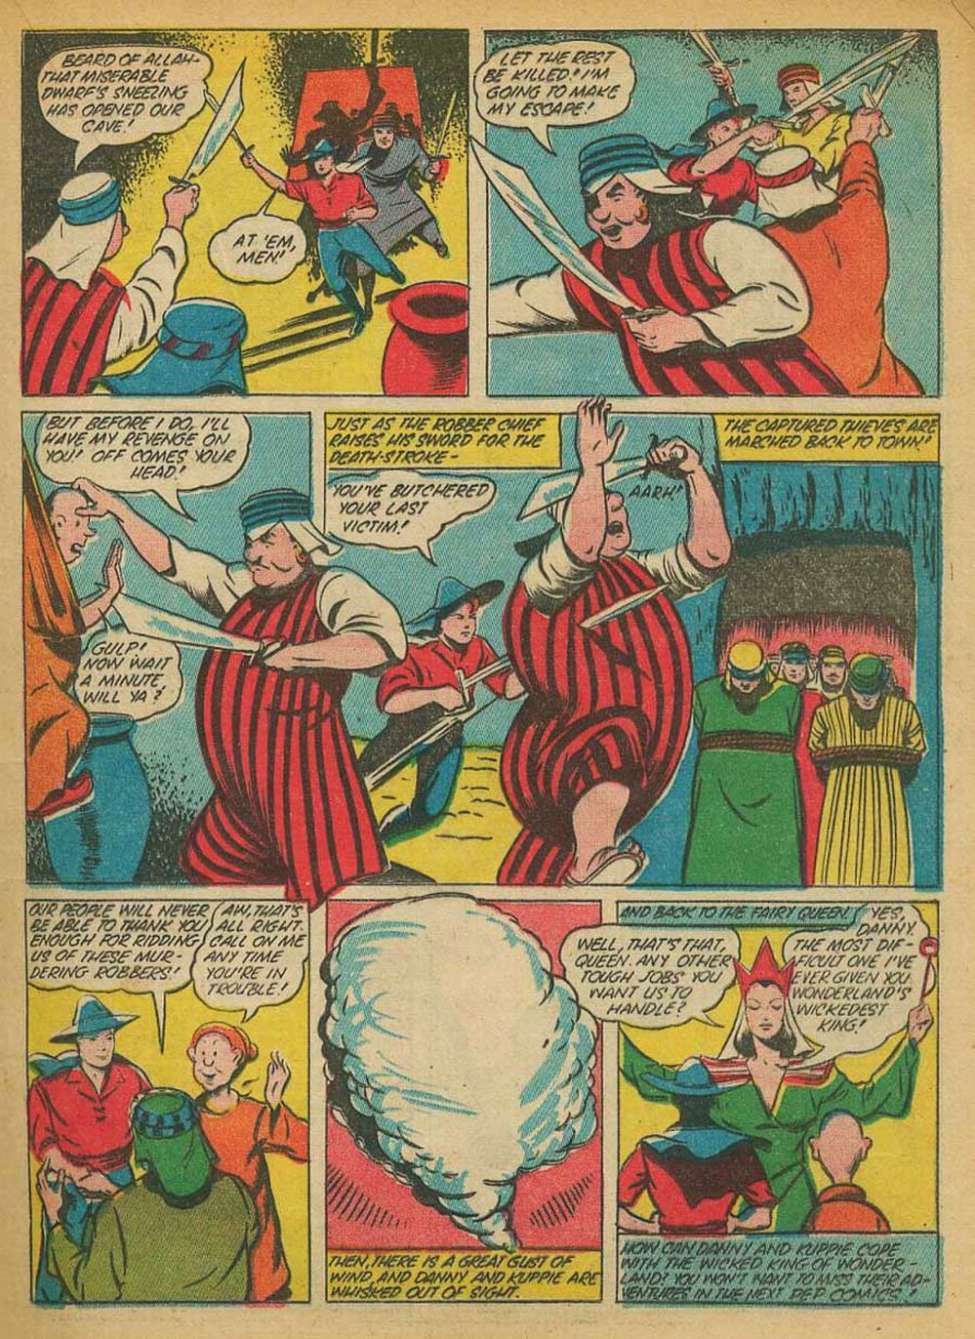 BEARD OF ALLAH-
THAT MISERABLE
DWARF'S SNEEZING
HAS OPENED OUR
CAVE!
AT 'EM,
MEN!
LET THE REST
BE KILLED! I'M
GOING TO MAKE
MY ESCAPE!
BUT BEFORE I DO, I'LL
HAVE MY REVENGE ON
YOU! OFF COMES YOUR
HEAD!
GULP!
NOW WAIT
A MINUTE,
WILL YA?
JUST AS THE ROBBER CHIEF
RAISES HIS SWORD FOR THE
DEATH-STROKE-
YOU'VE BUTCHERED
YOUR LAST
VICTIM!
AARH!
THE CAPTURED THIEVES ARE
MARCHED BACK TO TOWN!
OUR PEOPLE WILL NEVER
BE ABLE TO THANK YOU
ENOUGH FOR RIDDING
US OF THESE MUR-
DERING ROBBERS!
AW, THAT'S
ALL RIGHT.
CALL ON ME
ANY TIME
YOU'RE IN
TROUBLE!
THEN, THERE IS A GREAT GUST OF
WIND, AND DANNY AND KUPPIE ARE
WHISKED OUT OF SIGHT.
AND BACK TO THE FAIRY QUEEN.
WELL, THAT'S THAT,
QUEEN. ANY OTHER
TOUGH JOBS YOU
WANT US TO
HANDLE?
YES,
DANNY.
THE MOST DIF-
FICULT ONE I'VE
EVER GIVEN YOU
WONDERLAND'S
WICKEDEST
KING!
HOW CAN DANNY AND KUPPIE COPE
WITH THE WICKED KING OF WONDER-
LAND? YOU WON'T WANT TO MISS THEIR AD-
VENTURES IN THE NEXT PEP COMICS!